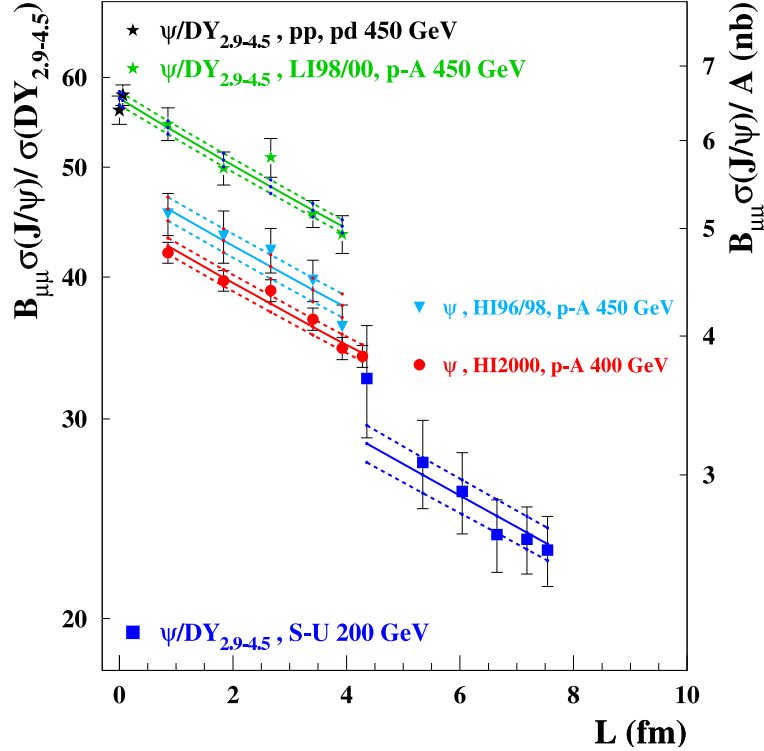 ψ/DY2.9-4.5 , pp, pd 450 GeV
ψ/DY2.9-4.5 , LI98/00, p-A 450 GeV
Bμμ σ(J/ψ)/ σ(DY2.9-4.5)
60
50
40
30
20
7
6
5
4
3
Bμμ σ(J/ψ)/ A (nb)
ψ , HI96/98, p-A 450 GeV
ψ , HI2000, p-A 400 GeV
ψ/DY2.9-4.5 , S-U 200 GeV
0 2 4 6 8 10
L (fm)